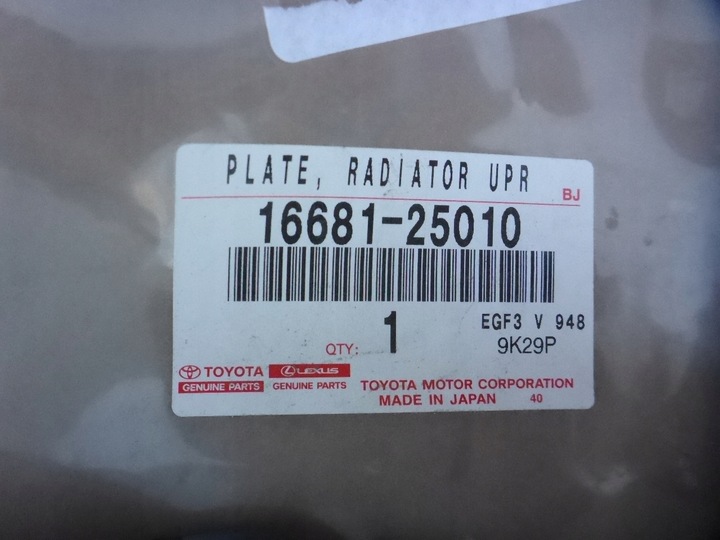 PLATE, RADIATOR UPR
BJ
16681-25010
QTY: 1
EGF3 V 948
9K29P
TOYOTA LEXUS
GENUINE PARTS GENUINE PARTS
TOYOTA MOTOR CORPORATION
MADE IN JAPAN 40